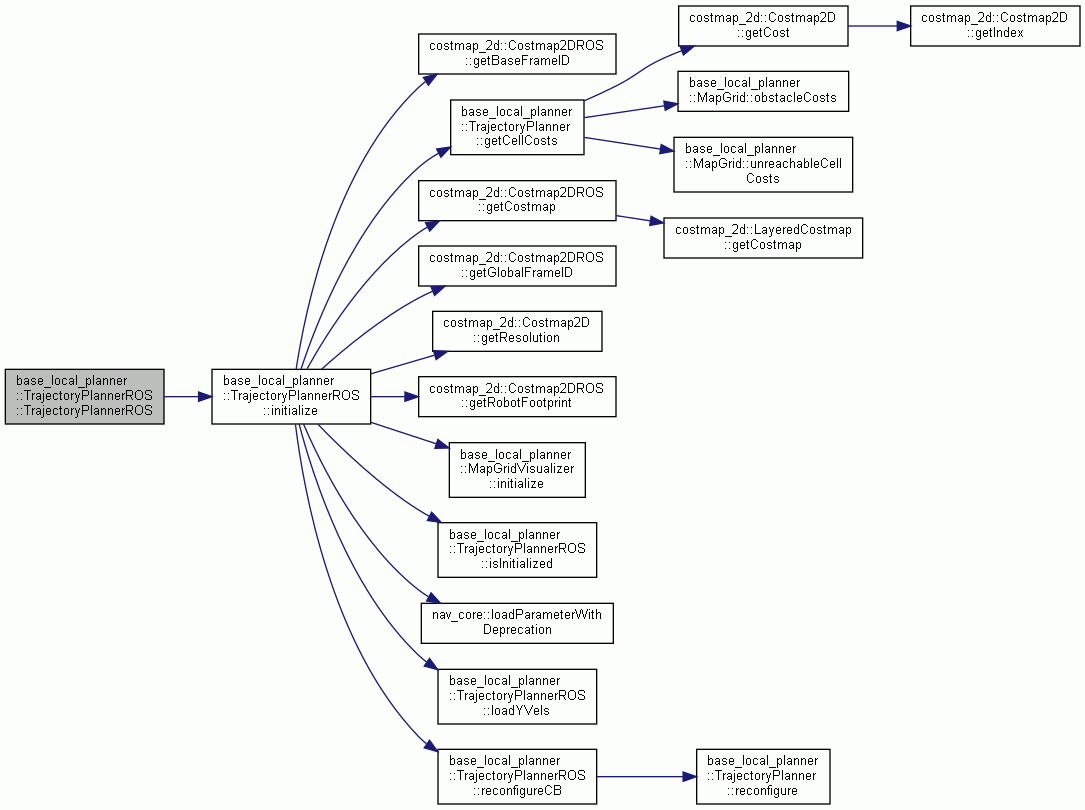 base_local_planner
::TrajectoryPlannerROS
::TrajectoryPlannerROS
base_local_planner
::TrajectoryPlannerROS
::initialize
costmap_2d::Costmap2DROS
::getBaseFrameID
base_local_planner
::TrajectoryPlanner
::getCellCosts
costmap_2d::Costmap2D
::getCost
costmap_2d::Costmap2D
::getIndex
base_local_planner
::MapGrid::obstacleCosts
base_local_planner
::MapGrid::unreachableCell
Costs
costmap_2d::Costmap2DROS
::getCostmap
costmap_2d::LayeredCostmap
::getCostmap
costmap_2d::Costmap2DROS
::getGlobalFrameID
costmap_2d::Costmap2D
::getResolution
costmap_2d::Costmap2DROS
::getRobotFootprint
base_local_planner
::MapGridVisualizer
::initialize
base_local_planner
::TrajectoryPlannerROS
::isInitialized
nav_core::loadParameterWith
Deprecation
base_local_planner
::TrajectoryPlannerROS
::loadYVels
base_local_planner
::TrajectoryPlannerROS
::reconfigureCB
base_local_planner
::TrajectoryPlanner
::reconfigure